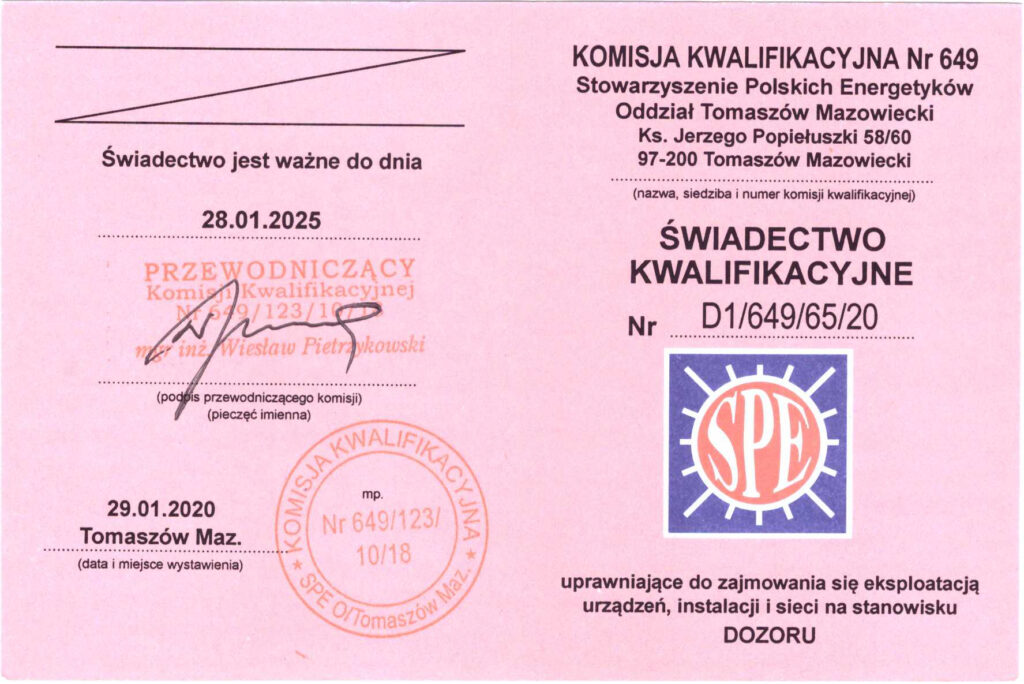 Świadectwo jest ważne do dnia
28.01.2025
PRZEWODNICZĄCY
Komisji Kwalifikacyjnej
Nr 649/123/10/18
mgr inż. Wiesław Pietrzykowski
(podpis przewodniczącego komisji)
(pieczęć imienna)
29.01.2020
Tomaszów Maz.
(data i miejsce wystawienia)
KOMISJA KWALIFIKACYJNA
mp.
Nr 649/123/
10/18
SPE O/Tomaszów Maz.
KOMISJA KWALIFIKACYJNA Nr 649
Stowarzyszenie Polskich Energetyków
Oddział Tomaszów Mazowiecki
Ks. Jerzego Popiełuszki 58/60
97-200 Tomaszów Mazowiecki
(nazwa, siedziba i numer komisji kwalifikacyjnej)
ŚWIADECTWO
KWALIFIKACYJNE
Nr D1/649/65/20
SPE
uprawniające do zajmowania się eksploatacją
urządzeń, instalacji i sieci na stanowisku
DOZORU